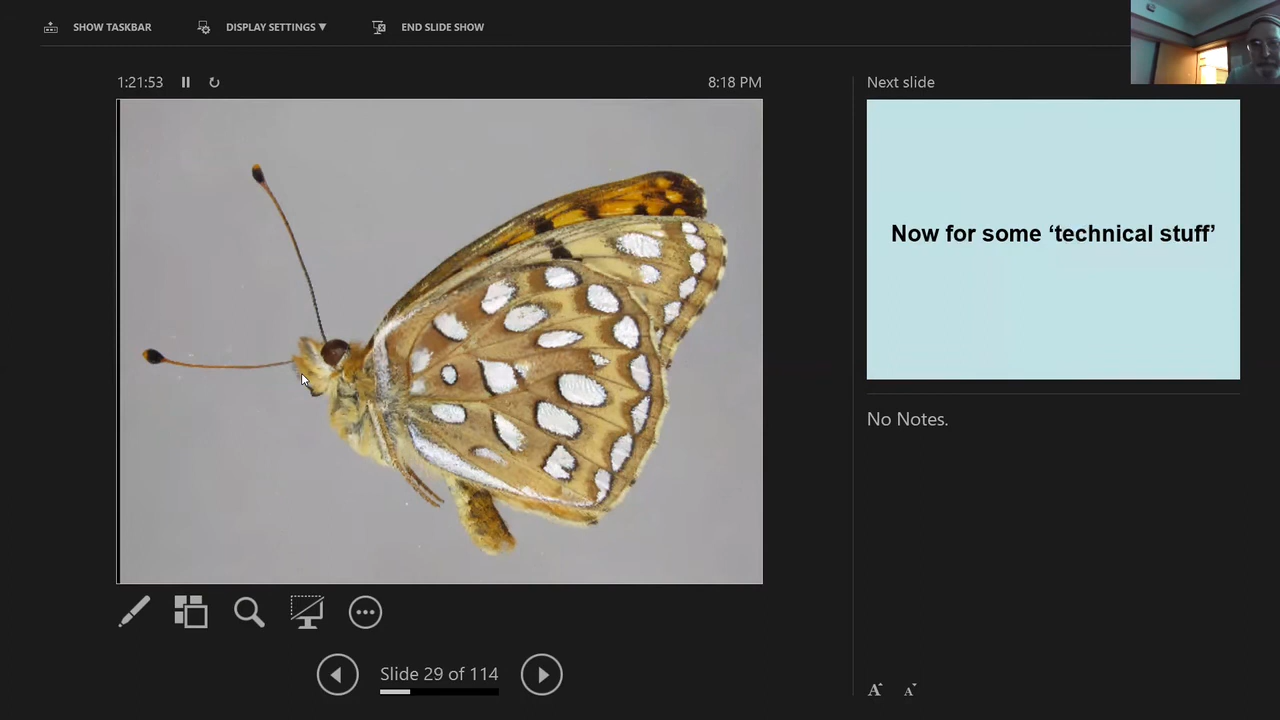 SHOW TASKBAR DISPLAY SETTINGS ▼ END SLIDE SHOW
1:21:53 8:18 PM
Next slide
Now for some ‘technical stuff’
No Notes.
Slide 29 of 114
A A